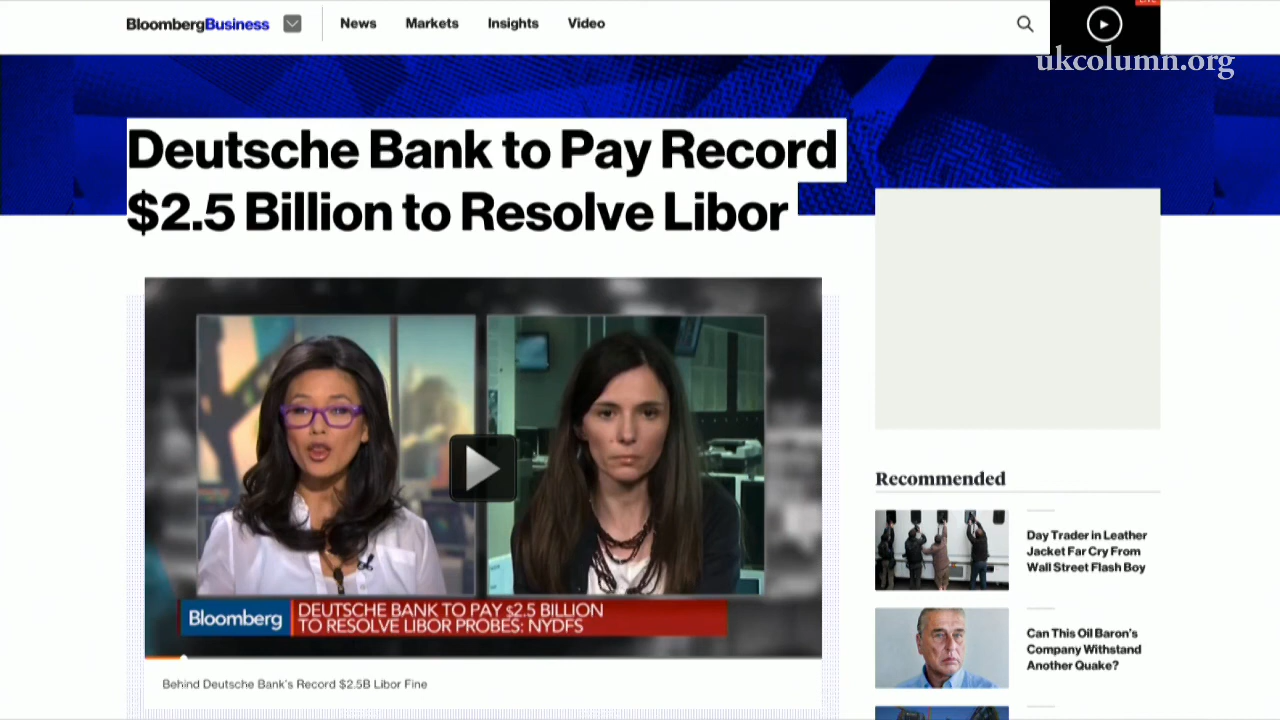 BloombergBusiness
News
Markets
Insights
Video
LIVE
ukcolumn.org
Deutsche Bank to Pay Record
$2.5 Billion to Resolve Libor
Bloomberg
DEUTSCHE BANK TO PAY $2.5 BILLION
TO RESOLVE LIBOR PROBES: NYDFS
Behind Deutsche Bank's Record $2.5B Libor Fine
Recommended
Day Trader in Leather
Jacket Far Cry From
Wall Street Flash Boy
Can This Oil Baron's
Company Withstand
Another Quake?